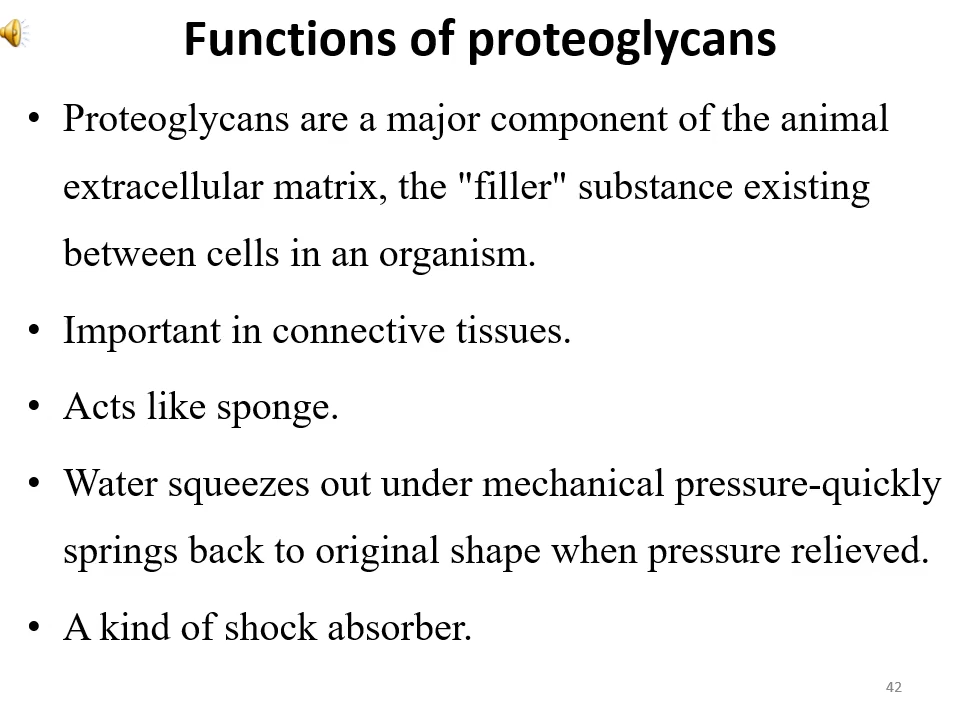 Functions of proteoglycans
• Proteoglycans are a major component of the animal
extracellular matrix, the "filler" substance existing
between cells in an organism.
• Important in connective tissues.
• Acts like sponge.
• Water squeezes out under mechanical pressure-quickly
springs back to original shape when pressure relieved.
• A kind of shock absorber.
42